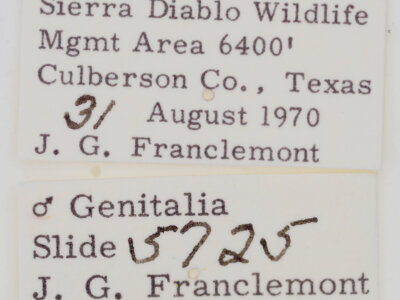 Sierra Diablo Wildlife
Mgmt Area 6400'
Culberson Co., Texas
31 August 1970
J. G. Franclemont
♂ Genitalia
Slide 5725
J. G. Franclemont